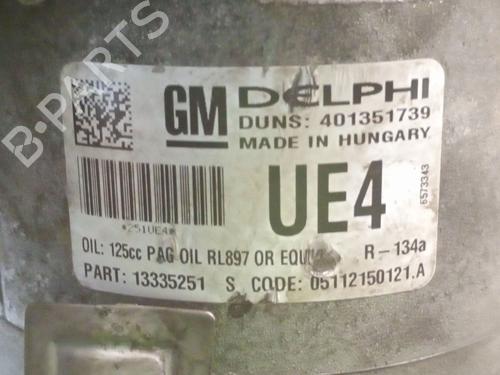 B-PARTS
GM DELPHI
DUNS: 401351739
MADE IN HUNGARY
*251UE4*
UE4
6573343
OIL: 125cc PAG OIL RL897 OR R-134a
PART: 13335251 S. CODE: 05112150121.A